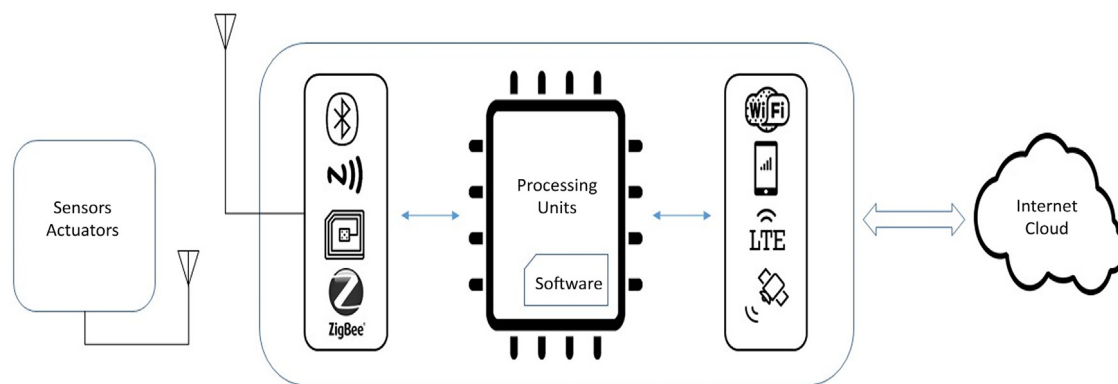 Sensors
Actuators
ZigBee®
Processing
Units
Software
Wi Fi
LTE
Internet
Cloud